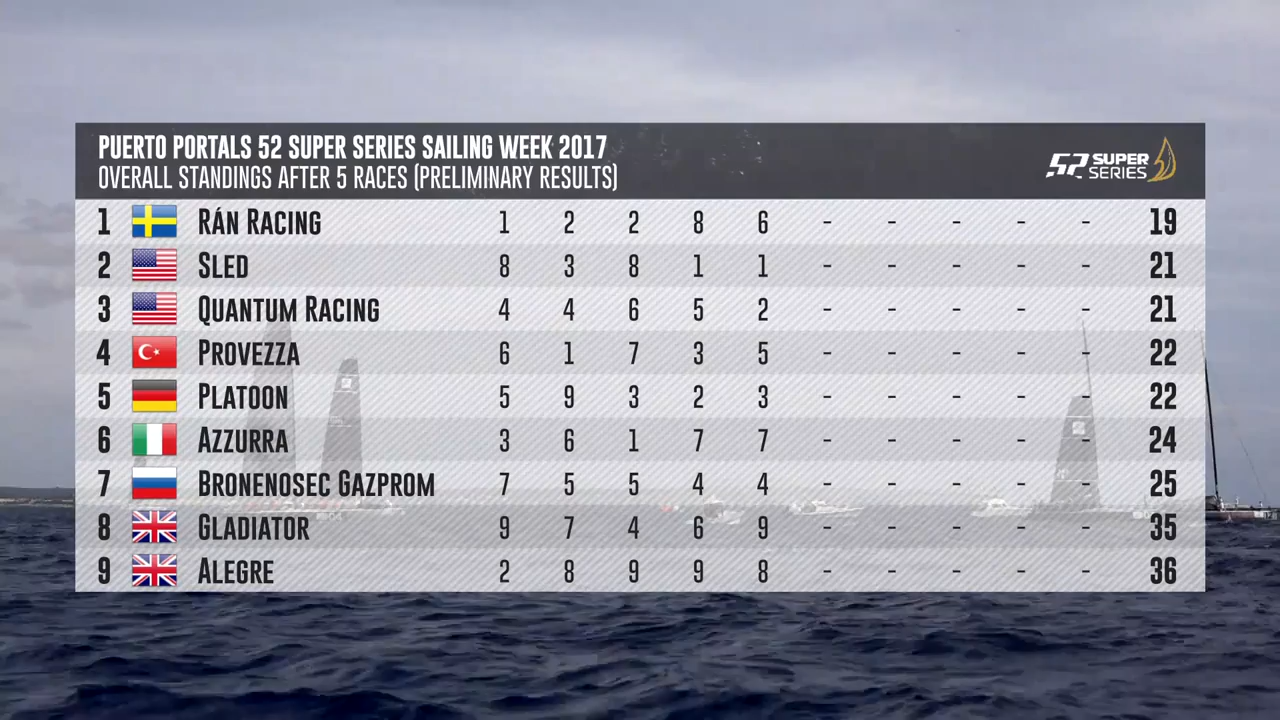 PUERTO PORTALS 52 SUPER SERIES SAILING WEEK 2017
OVERALL STANDINGS AFTER 5 RACES (PRELIMINARY RESULTS)
52 SUPER SERIES
1 RÁN RACING 1 2 2 8 6 - - - - - 19
2 SLED 8 3 8 1 1 - - - - - 21
3 QUANTUM RACING 4 4 6 5 2 - - - - - 21
4 PROVEZZA 6 1 7 3 5 - - - - - 22
5 PLATOON 5 9 3 2 3 - - - - - 22
6 AZZURRA 3 6 1 7 7 - - - - - 24
7 BRONENOSEC GAZPROM 7 5 5 4 4 - - - - - 25
8 GLADIATOR 9 7 4 6 9 - - - - - 35
9 ALEGRE 2 8 9 9 8 - - - - - 36